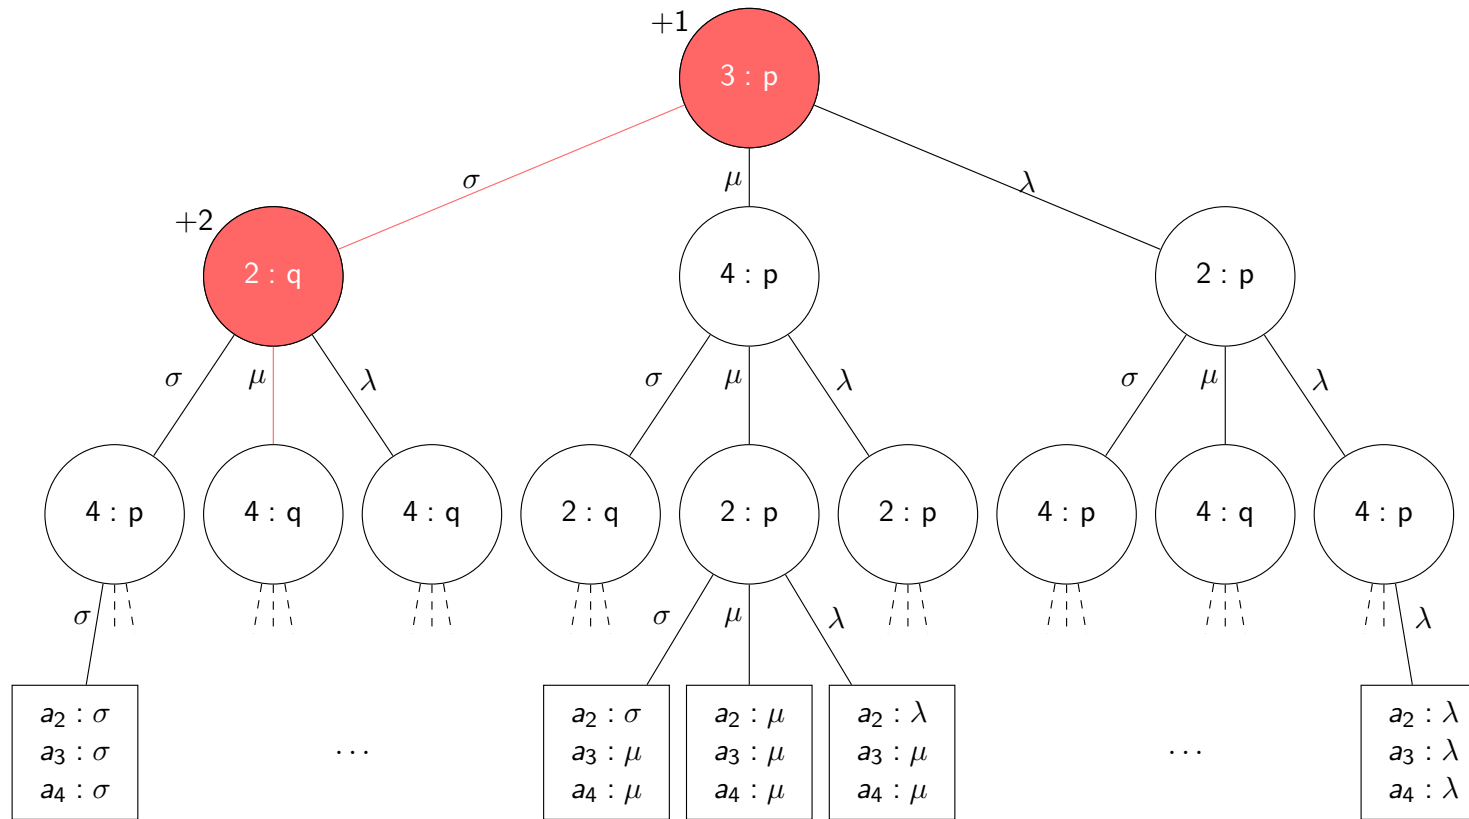 +1
3 : p
σ
μ
λ
+2
2 : q
4 : p
2 : p
σ
μ
λ
σ
μ
λ
σ
μ
λ
4 : p
4 : q
4 : q
2 : q
2 : p
2 : p
4 : p
4 : q
4 : p
σ
σ
μ
λ
λ
a₂ : σ
a₃ : σ
a₄ : σ
...
a₂ : σ
a₃ : μ
a₄ : μ
a₂ : μ
a₃ : μ
a₄ : μ
a₂ : λ
a₃ : μ
a₄ : μ
...
a₂ : λ
a₃ : λ
a₄ : λ